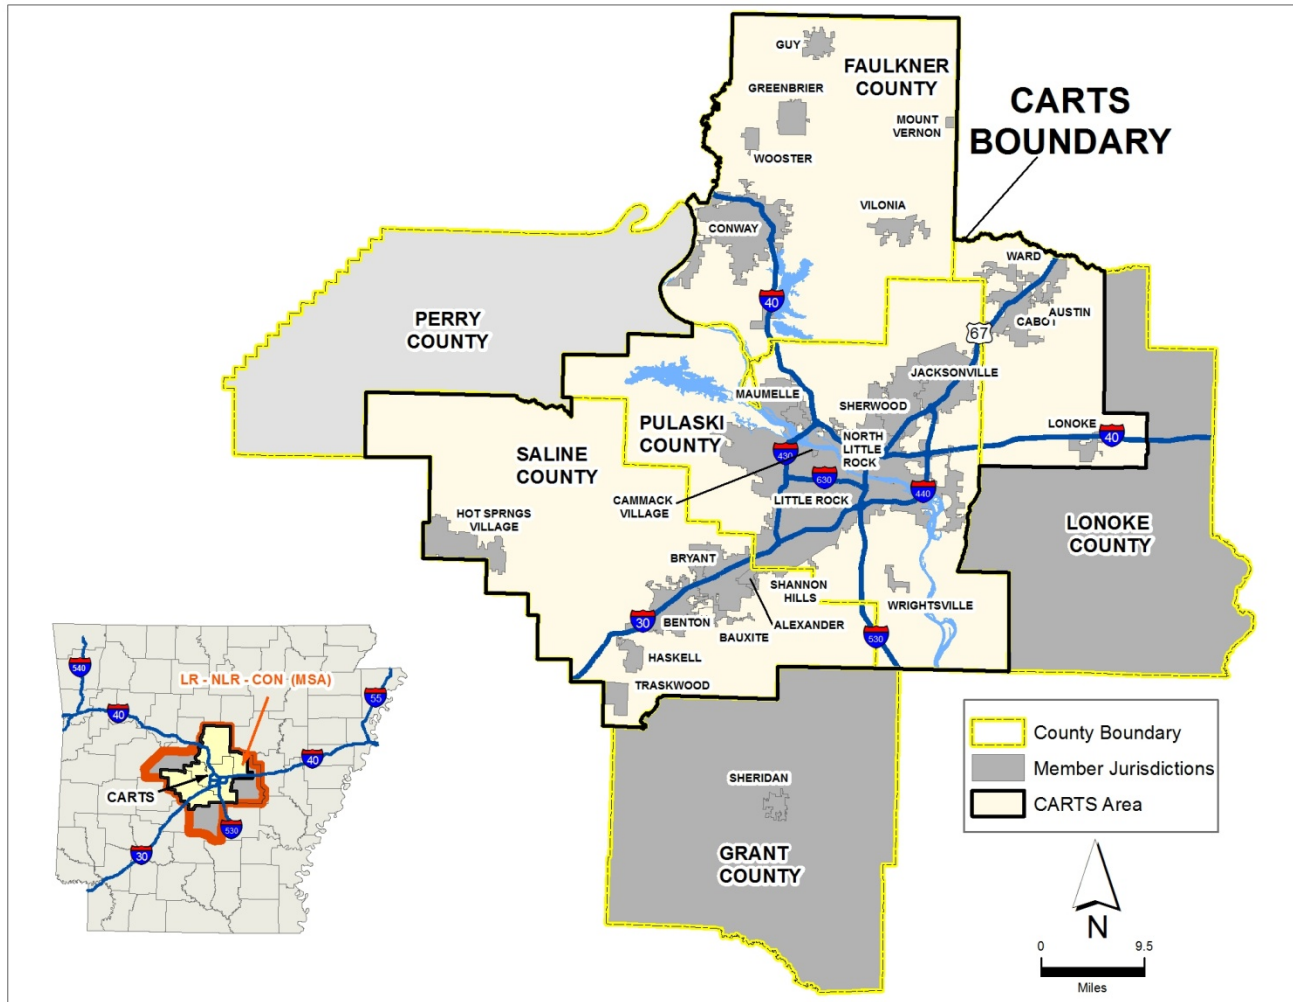 GUY
FAULKNER
COUNTY
GREENBRIER
CARTS
BOUNDARY
MOUNT
VERNON
WOOSTER
VILONIA
CONWAY
WARD
40
AUSTIN
CABOT
67
PERRY
COUNTY
JACKSONVILLE
MAUMELLE
SHERWOOD
PULASKI
COUNTY
NORTH
LITTLE
ROCK
LONOKE
40
SALINE
COUNTY
430
630
440
CAMMACK
VILLAGE
LITTLE ROCK
HOT SPRNGS
VILLAGE
LONOKE
COUNTY
BRYANT
SHANNON
HILLS
WRIGHTSVILLE
30
BENTON
ALEXANDER
BAUXITE
530
HASKELL
TRASKWOOD
SHERIDAN
GRANT
COUNTY
540
LR - NLR - CON (MSA)
55
40
40
CARTS
530
30
County Boundary
Member Jurisdictions
CARTS Area
N
0
9.5
Miles